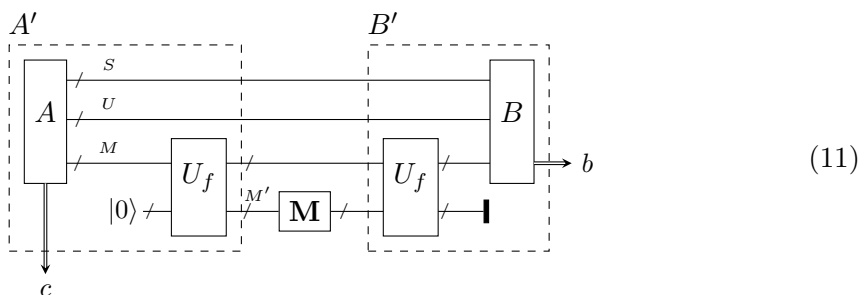 A′ B′
S
U
A B
M
U_f U_f b (11)
|0⟩ M′ M
c